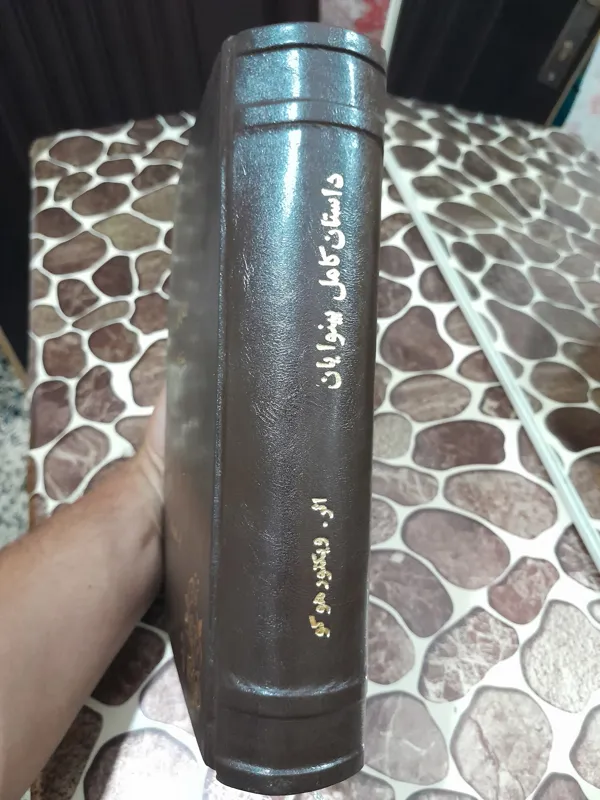 داستان کامل بینوایان
اثر. ویکتور هوگو